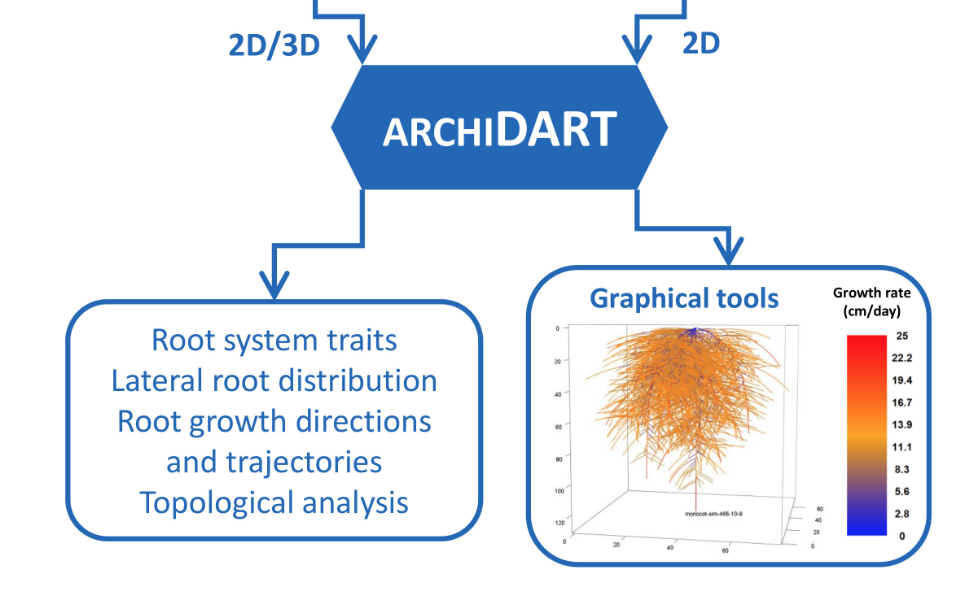 2D/3D
2D
ARCHIDART
Root system traits
Lateral root distribution
Root growth directions
and trajectories
Topological analysis
Graphical tools
Growth rate
(cm/day)
25
22.2
19.4
16.7
13.9
11.1
8.3
5.6
2.8
0
0
20
40
60
80
100
120
0
20
40
60
60
40
20
0
monocot-sim-466-10-9